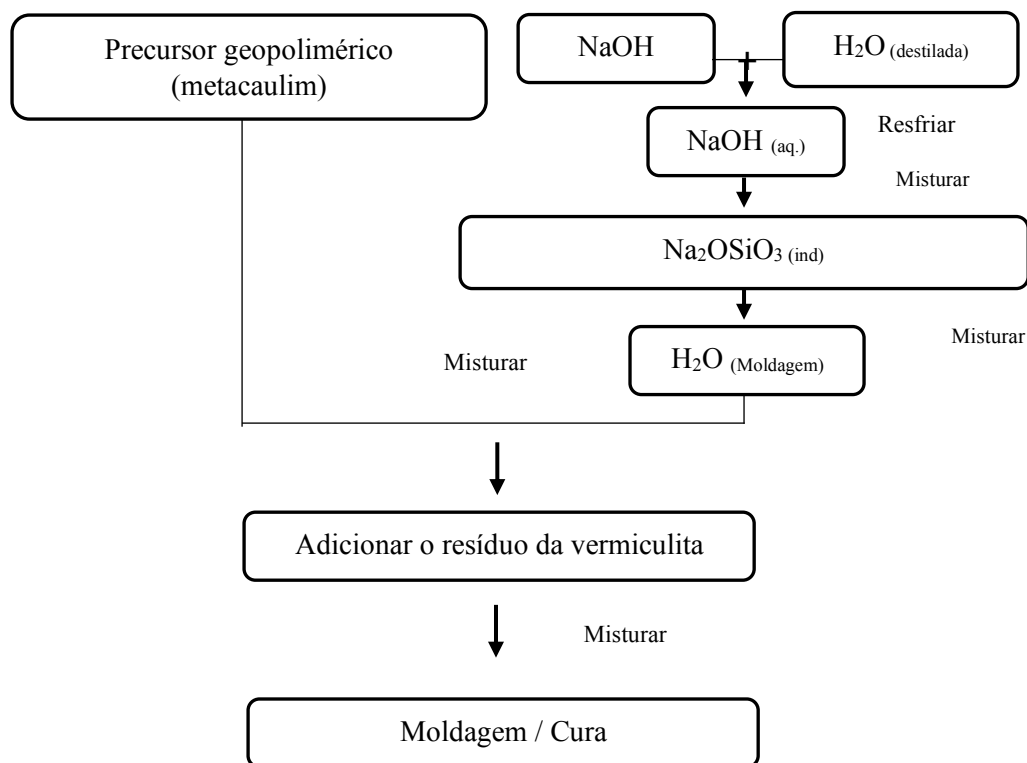 Precursor geopolimérico
(metacaulim)
NaOH
+
H₂O (destilada)
NaOH (aq.)
Resfriar
Misturar
Na₂OSiO₃ (ind)
Misturar
Misturar
H₂O (Moldagem)
Adicionar o resíduo da vermiculita
Misturar
Moldagem / Cura